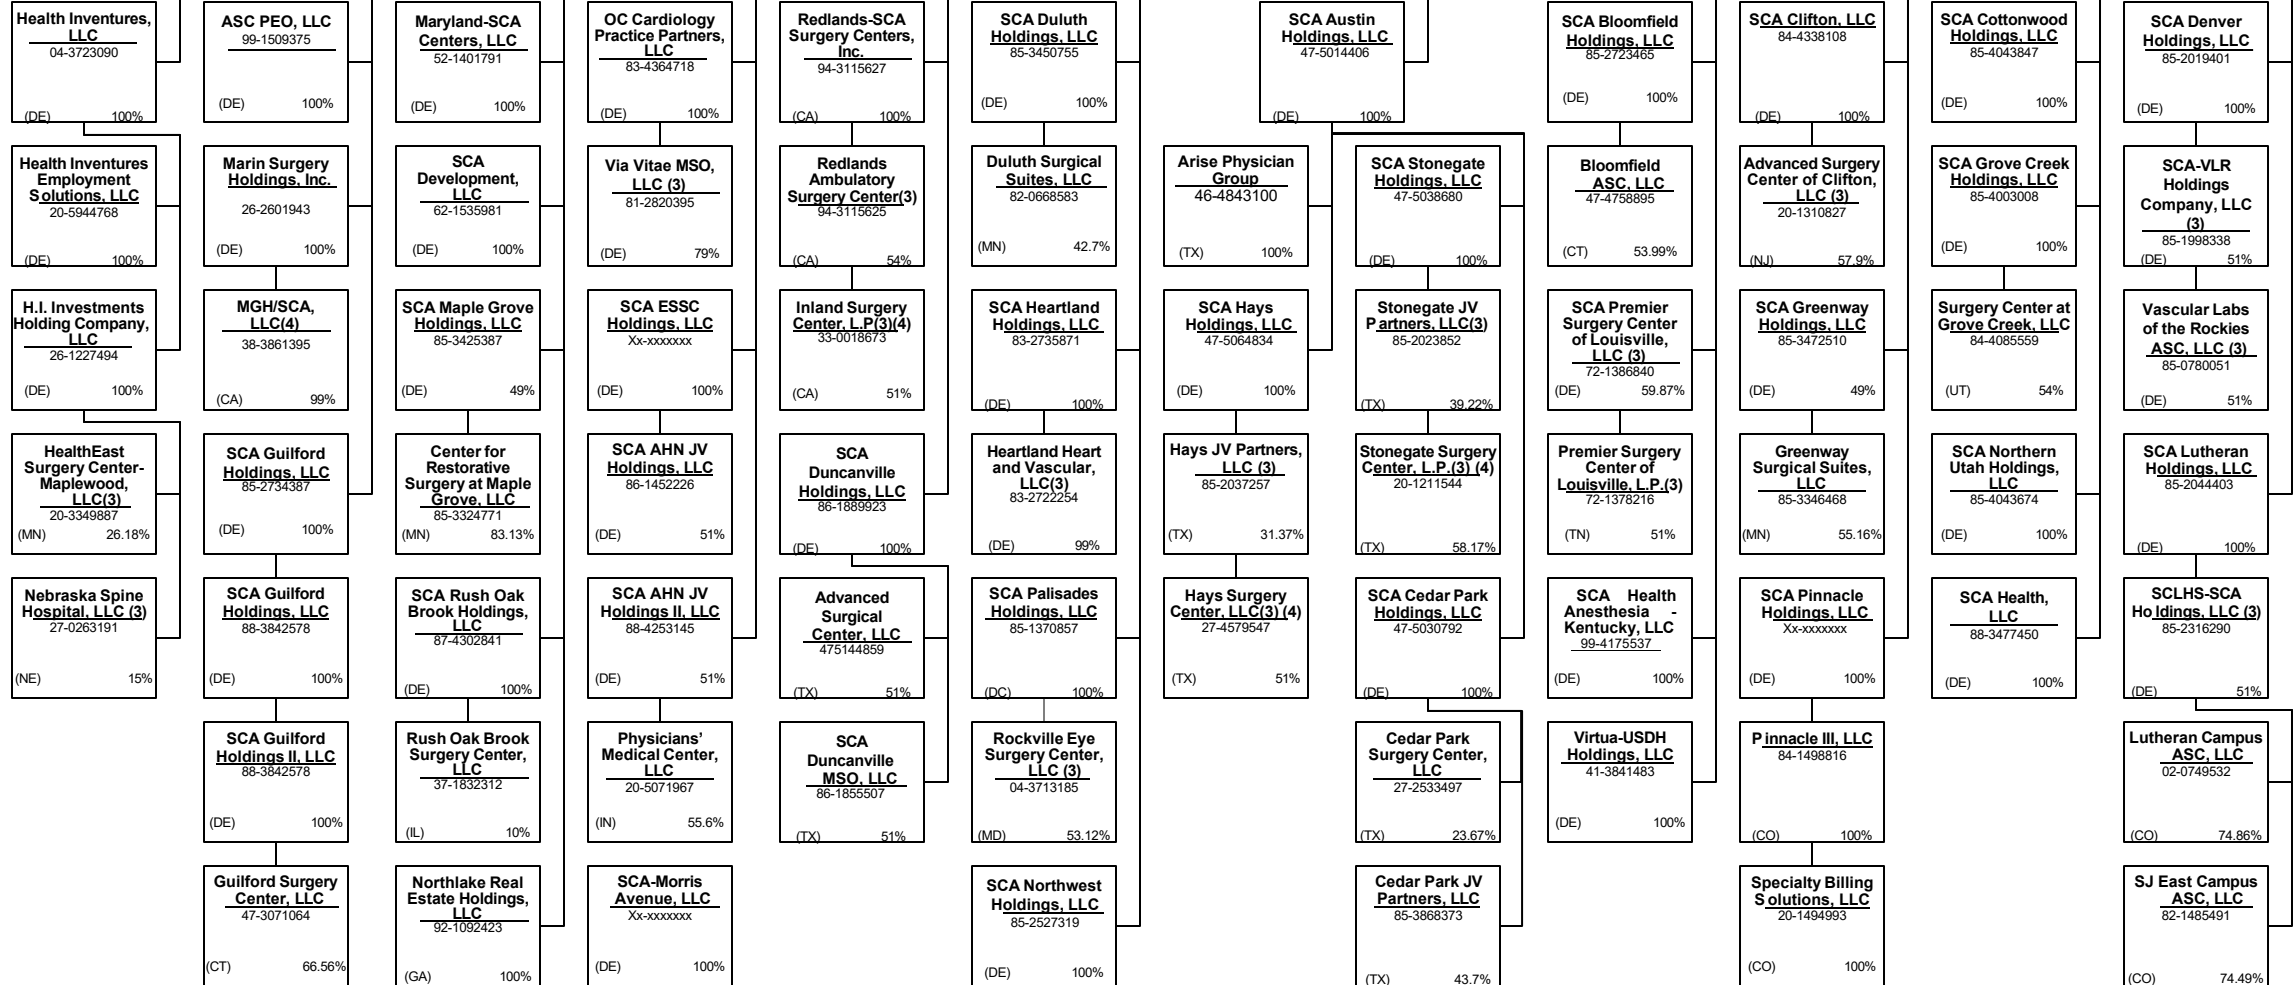 Health Inventures,
LLC
04-3723090
(DE) 100%
Health Inventures
Employment
Solutions, LLC
20-5944768
(DE) 100%
H.I. Investments
Holding Company,
LLC
26-1227494
(DE) 100%
HealthEast
Surgery Center-
Maplewood,
LLC(3)
20-3349887
(MN) 26.18%
Nebraska Spine
Hospital, LLC (3)
27-0263191
(NE) 15%
ASC PEO, LLC
99-1509375
(DE) 100%
Marin Surgery
Holdings, Inc.
26-2601943
(DE) 100%
MGH/SCA,
LLC(4)
38-3861395
(CA) 99%
SCA Guilford
Holdings, LLC
85-2734387
(DE) 100%
SCA Guilford
Holdings, LLC
88-3842578
(DE) 100%
SCA Guilford
Holdings II, LLC
88-3842578
(DE) 100%
Guilford Surgery
Center, LLC
47-3071064
(CT) 66.56%
Maryland-SCA
Centers, LLC
52-1401791
(DE) 100%
SCA
Development,
LLC
62-1535981
(DE) 100%
SCA Maple Grove
Holdings, LLC
85-3425387
(DE) 49%
Center for
Restorative
Surgery at Maple
Grove, LLC
85-3324771
(MN) 83.13%
SCA Rush Oak
Brook Holdings,
LLC
87-4302841
(DE) 100%
Rush Oak Brook
Surgery Center,
LLC
37-1832312
(IL) 10%
Northlake Real
Estate Holdings,
LLC
92-1092423
(GA) 100%
OC Cardiology
Practice Partners,
LLC
83-4364718
(DE) 100%
Via Vitae MSO,
LLC (3)
81-2820395
(DE) 79%
SCA ESSC
Holdings, LLC
Xx-xxxxxxx
(DE) 100%
SCA AHN JV
Holdings, LLC
86-1452226
(DE) 51%
SCA AHN JV
Holdings II, LLC
88-4253145
(DE) 51%
Physicians’
Medical Center,
LLC
20-5071967
(IN) 55.6%
SCA-Morris
Avenue, LLC
Xx-xxxxxxx
(DE) 100%
Redlands-SCA
Surgery Centers,
Inc.
94-3115627
(CA) 100%
Redlands
Ambulatory
Surgery Center(3)
94-3115625
(CA) 54%
Inland Surgery
Center, L.P(3)(4)
33-0018673
(CA) 51%
SCA
Duncanville
Holdings, LLC
86-1889923
(DE) 100%
Advanced
Surgical
Center, LLC
475144859
(TX) 51%
SCA
Duncanville
MSO, LLC
86-1855507
(TX) 51%
SCA Duluth
Holdings, LLC
85-3450755
(DE) 100%
Duluth Surgical
Suites, LLC
82-0668583
(MN) 42.7%
SCA Heartland
Holdings, LLC
83-2735871
(DE) 100%
Heartland Heart
and Vascular,
LLC(3)
83-2722254
(DE) 99%
SCA Palisades
Holdings, LLC
85-1370857
(DC) 100%
Rockville Eye
Surgery Center,
LLC (3)
04-3713185
(MD) 53.12%
SCA Northwest
Holdings, LLC
85-2527319
(DE) 100%
SCA Austin
Holdings, LLC
47-5014406
(DE) 100%
Arise Physician
Group
46-4843100
(TX) 100%
SCA Hays
Holdings, LLC
47-5064834
(DE) 100%
Hays JV Partners,
LLC (3)
85-2037257
(TX) 31.37%
Hays Surgery
Center, LLC(3) (4)
27-4579547
(TX) 51%
SCA Stonegate
Holdings, LLC
47-5038680
(DE) 100%
Stonegate JV
Partners, LLC(3)
85-2023852
(TX) 39.22%
Stonegate Surgery
Center, L.P.(3) (4)
20-1211544
(TX) 58.17%
SCA Cedar Park
Holdings, LLC
47-5030792
(DE) 100%
Cedar Park
Surgery Center,
LLC
27-2533497
(TX) 23.67%
Cedar Park JV
Partners, LLC
85-3868373
(TX) 43.7%
SCA Bloomfield
Holdings, LLC
85-2723465
(DE) 100%
Bloomfield
ASC, LLC
47-4758895
(CT) 53.99%
SCA Premier
Surgery Center
of Louisville,
LLC (3)
72-1386840
(DE) 59.87%
Premier Surgery
Center of
Louisville, L.P.(3)
72-1378216
(TN) 51%
SCA Health
Anesthesia -
Kentucky, LLC
99-4175537
(DE) 100%
Virtua-USDH
Holdings, LLC
41-3841483
(DE) 100%
SCA Clifton, LLC
84-4338108
(DE) 100%
Advanced Surgery
Center of Clifton,
LLC (3)
20-1310827
(NJ) 57.9%
SCA Greenway
Holdings, LLC
85-3472510
(DE) 49%
Greenway
Surgical Suites,
LLC
85-3346468
(MN) 55.16%
SCA Pinnacle
Holdings, LLC
Xx-xxxxxxx
(DE) 100%
Pinnacle III, LLC
84-1498816
(CO) 100%
Specialty Billing
Solutions, LLC
20-1494993
(CO) 100%
SCA Cottonwood
Holdings, LLC
85-4043847
(DE) 100%
SCA Grove Creek
Holdings, LLC
85-4003008
(DE) 100%
Surgery Center at
Grove Creek, LLC
84-4085559
(UT) 54%
SCA Northern
Utah Holdings,
LLC
85-4043674
(DE) 100%
SCA Health,
LLC
88-3477450
(DE) 100%
SCA Denver
Holdings, LLC
85-2019401
(DE) 100%
SCA-VLR
Holdings
Company, LLC
(3)
85-1998338
(DE) 51%
Vascular Labs
of the Rockies
ASC, LLC (3)
85-0780051
(DE) 51%
SCA Lutheran
Holdings, LLC
85-2044403
(DE) 100%
SCLHS-SCA
Holdings, LLC (3)
85-2316290
(DE) 51%
Lutheran Campus
ASC, LLC
02-0749532
(CO) 74.86%
SJ East Campus
ASC, LLC
82-1485491
(CO) 74.49%